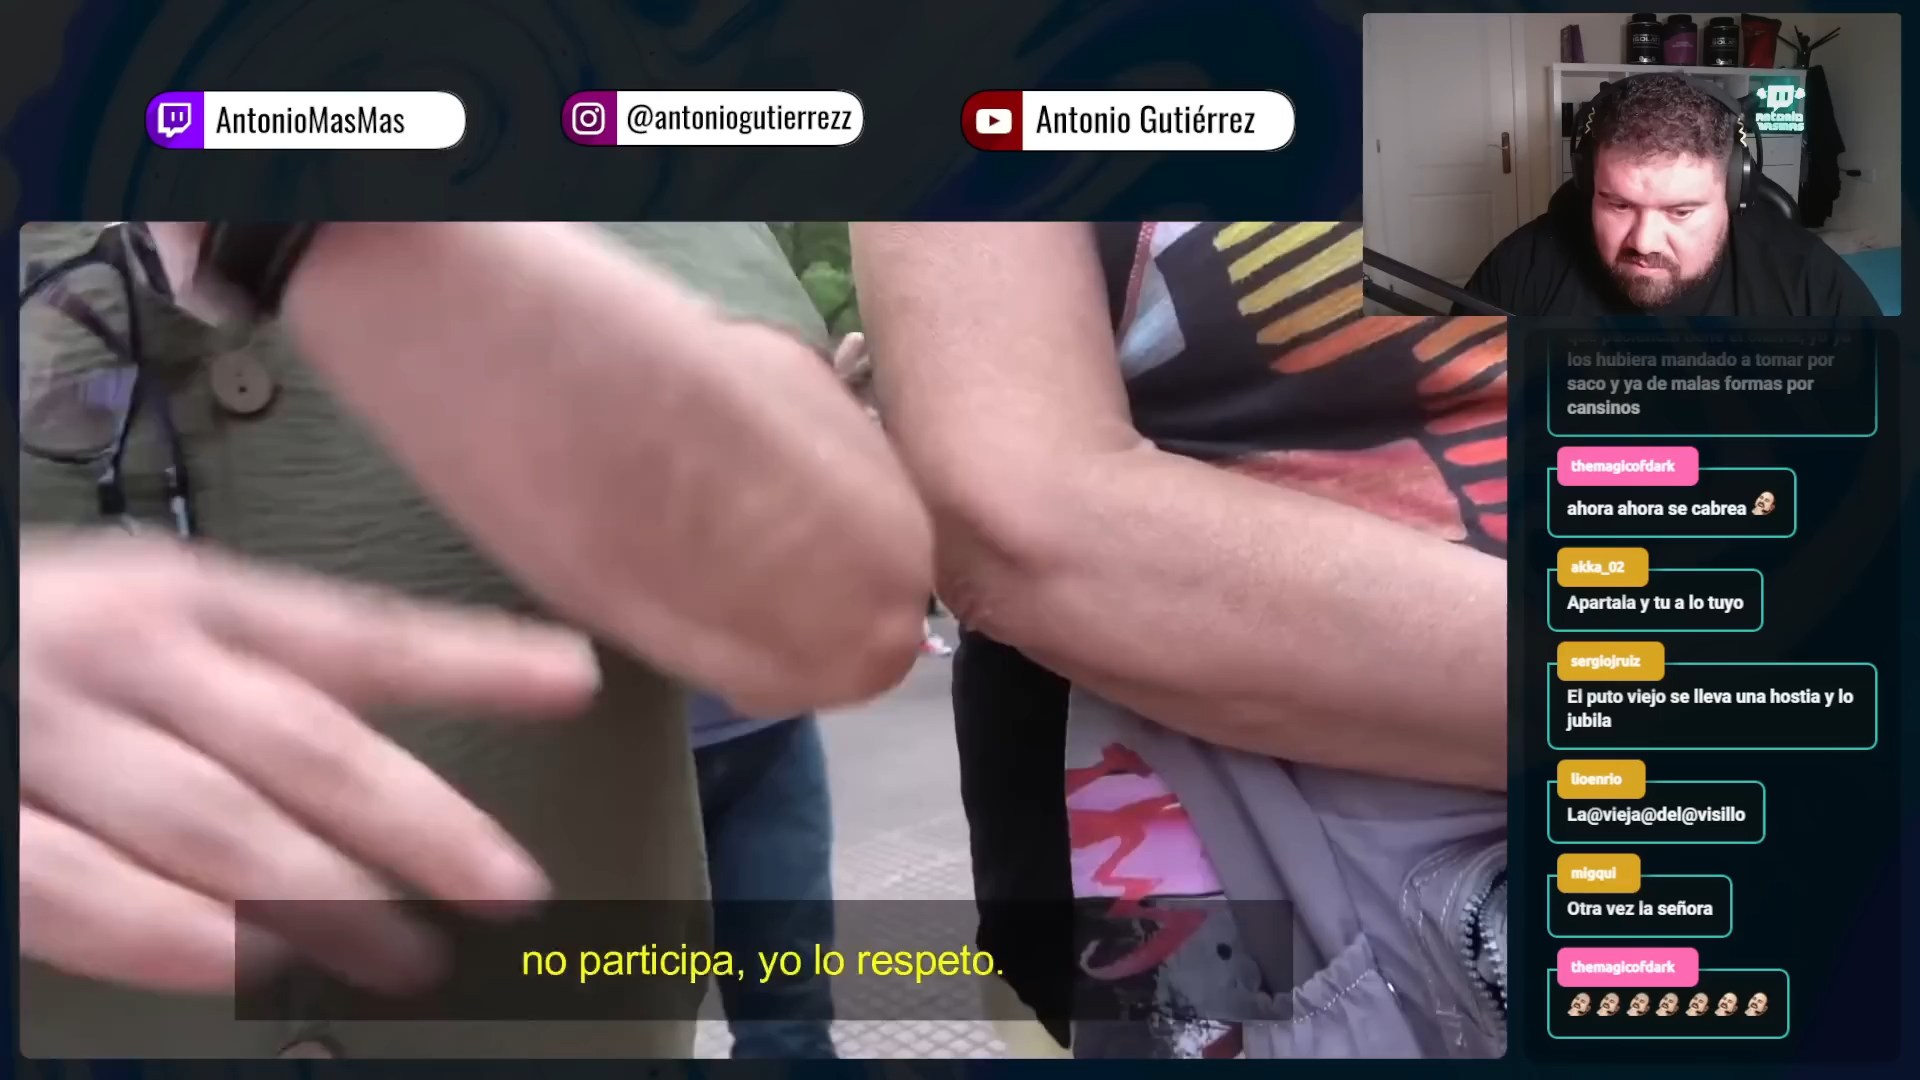 AntonioMasMas
@antoniogutierrezz
Antonio Gutiérrez
Antonio
MASMAS
los hubiera mandado a tomar por
saco y ya de malas formas por
cansinos
themagicofdark
ahora ahora se cabrea
akka_02
Apartala y tu a lo tuyo
sergiojruiz
El puto viejo se lleva una hostia y lo
jubila
lioenrio
La@vieja@del@visillo
migqui
Otra vez la señora
themagicofdark
no participa, yo lo respeto.